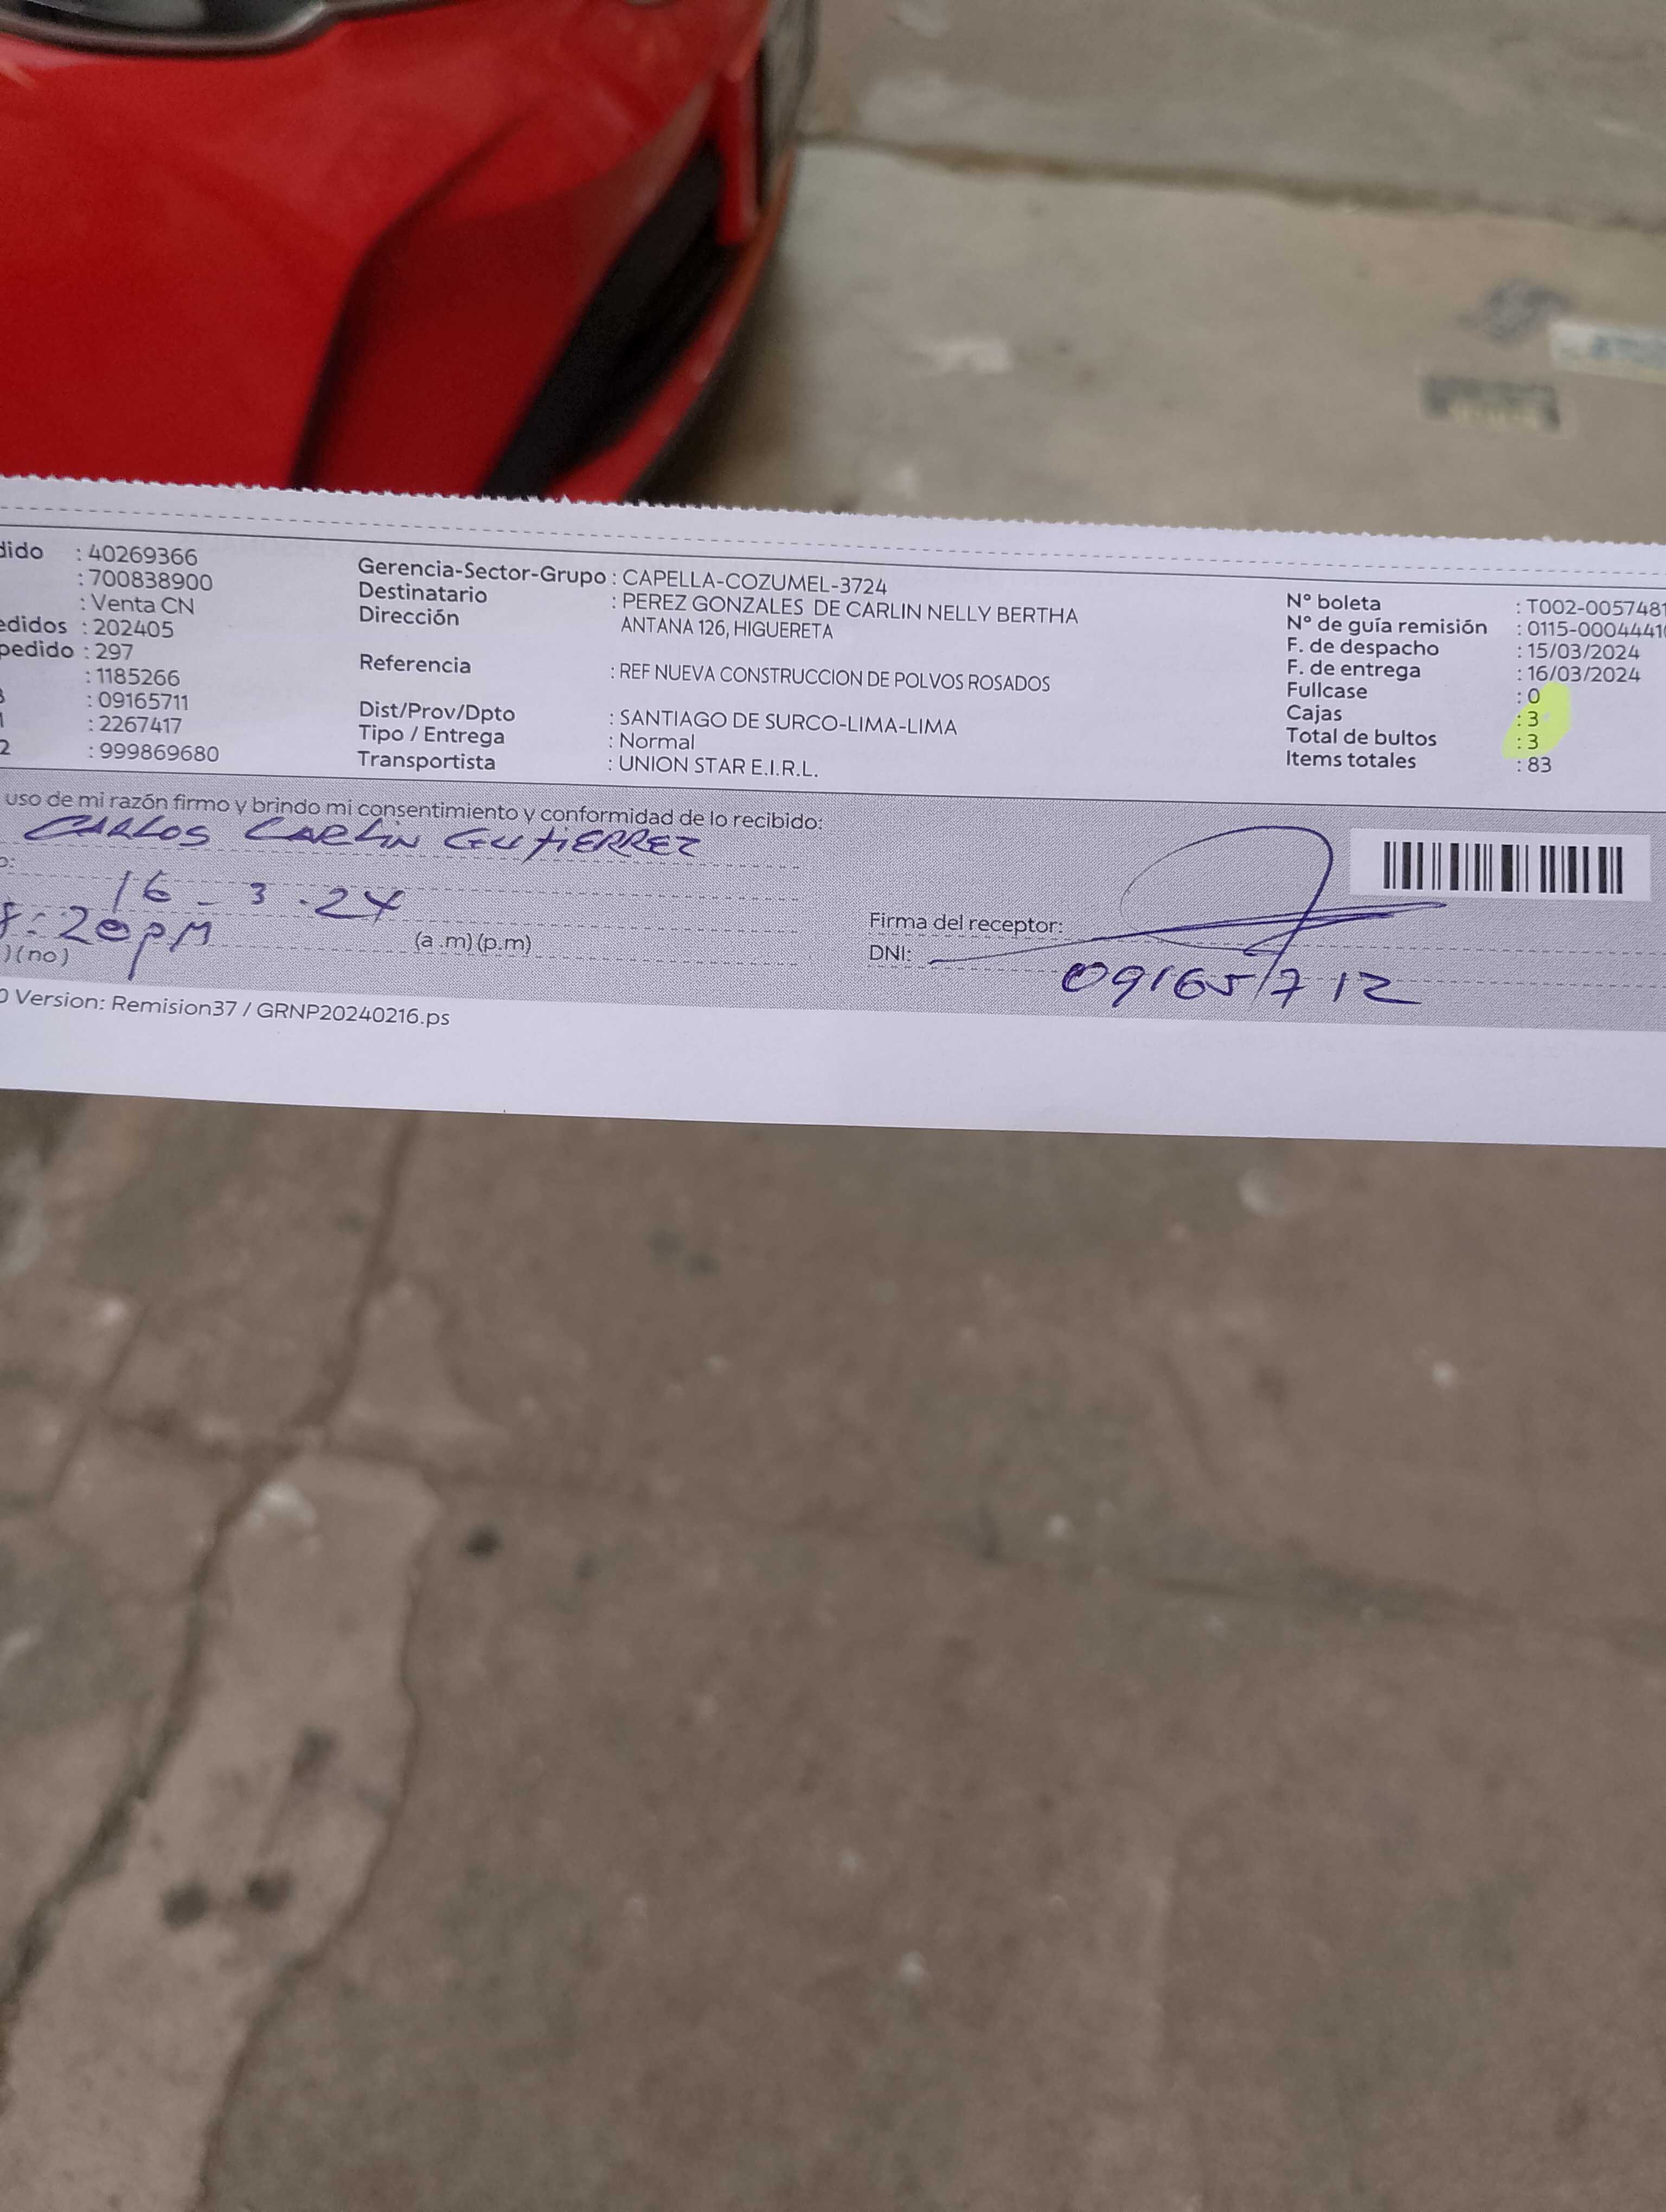 dido : 40269366
: 700838900
: Venta CN
edidos : 202405
pedido : 297
: 1185266
: 09165711
1 : 2267417
2 : 999869680
Gerencia-Sector-Grupo : CAPELLA-COZUMEL-3724
Destinatario : PEREZ GONZALES DE CARLIN NELLY BERTHA
Dirección ANTANA 126, HIGUERETA
Referencia : REF NUEVA CONSTRUCCION DE POLVOS ROSADOS
Dist/Prov/Dpto : SANTIAGO DE SURCO-LIMA-LIMA
Tipo / Entrega : Normal
Transportista : UNION STAR E.I.R.L.
N° boleta : T002-0057481
N° de guía remisión : 0115-0004441
F. de despacho : 15/03/2024
F. de entrega : 16/03/2024
Fullcase : 0
Cajas : 3
Total de bultos : 3
Items totales : 83
uso de mi razón firmo y brindo mi consentimiento y conformidad de lo recibido:
CARLOS CARLIN GUTIERREZ
o:
16 - 3 - 24
: 20 pM (a .m) (p.m)
) (no)
Firma del receptor:
DNI: 09165712
0 Version: Remision37 / GRNP20240216.ps